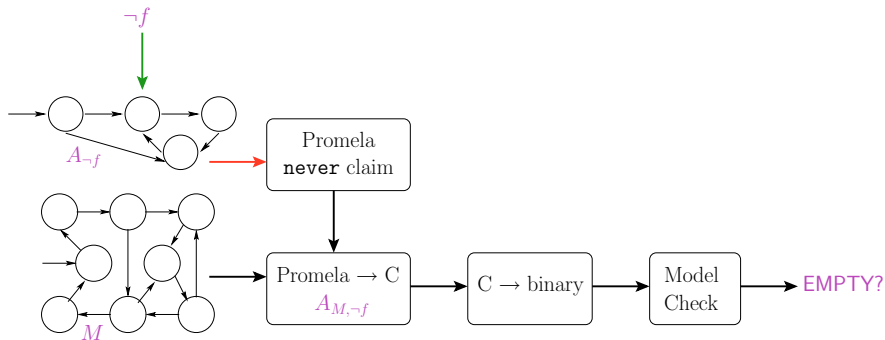 ¬f
A¬f
Promela
never claim
Promela → C
A_{M,¬f}
C → binary
Model
Check
EMPTY?
M